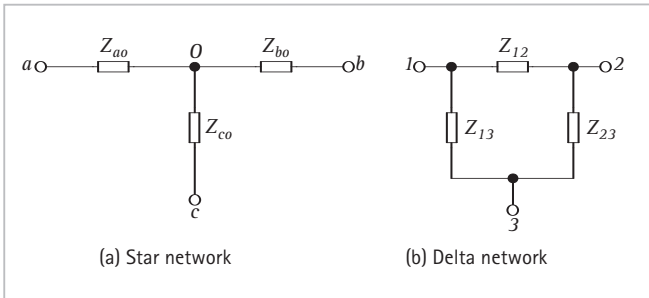 Z_ao O Z_bo
a b
Z_co
c
(a) Star network
Z_12
1 2
Z_13 Z_23
3
(b) Delta network